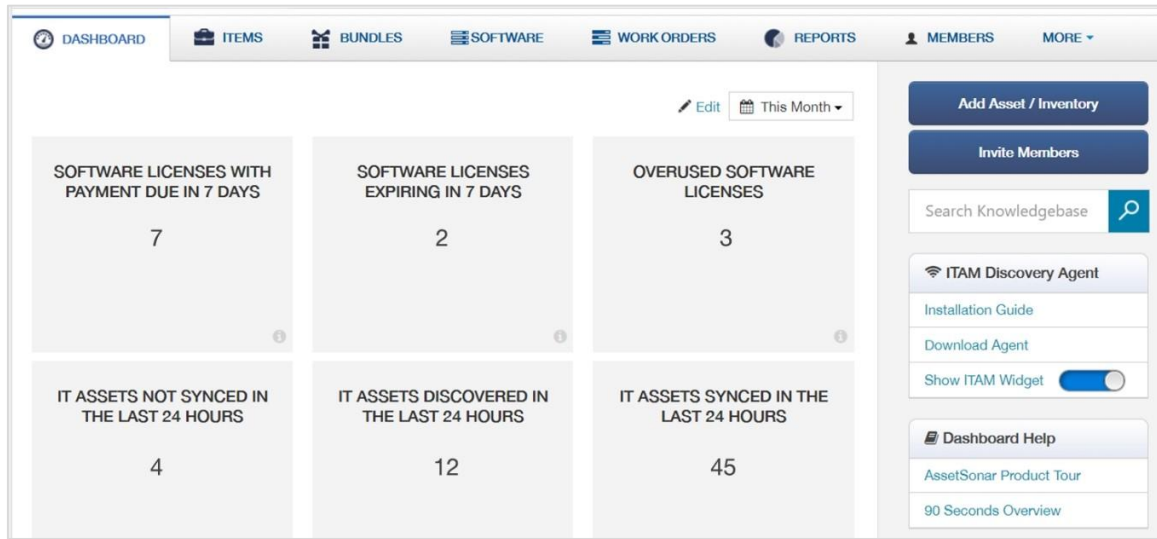 DASHBOARD
ITEMS
BUNDLES
SOFTWARE
WORK ORDERS
REPORTS
MEMBERS
MORE
Edit
This Month
SOFTWARE LICENSES WITH
PAYMENT DUE IN 7 DAYS
7
SOFTWARE LICENSES
EXPIRING IN 7 DAYS
2
OVERUSED SOFTWARE
LICENSES
3
IT ASSETS NOT SYNCED IN
THE LAST 24 HOURS
4
IT ASSETS DISCOVERED IN
THE LAST 24 HOURS
12
IT ASSETS SYNCED IN THE
LAST 24 HOURS
45
Add Asset / Inventory
Invite Members
Search Knowledgebase
ITAM Discovery Agent
Installation Guide
Download Agent
Show ITAM Widget
Dashboard Help
AssetSonar Product Tour
90 Seconds Overview